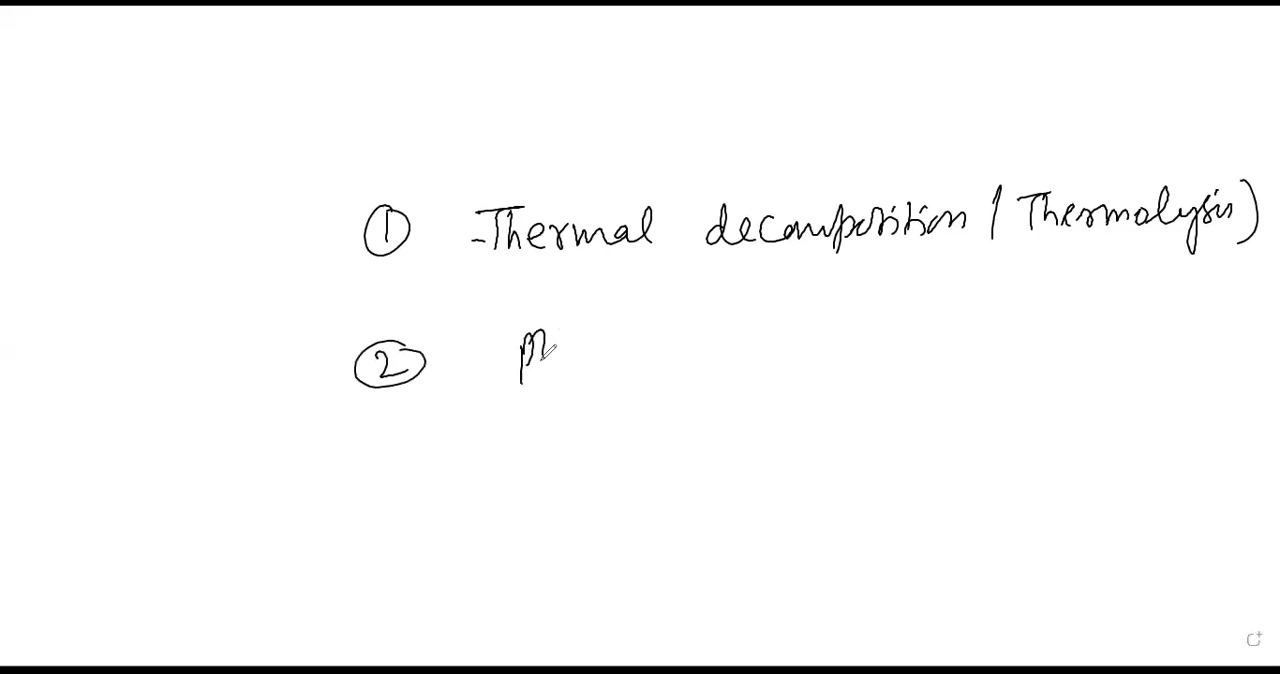 ① Thermal decomposition (Thermolysis)
②